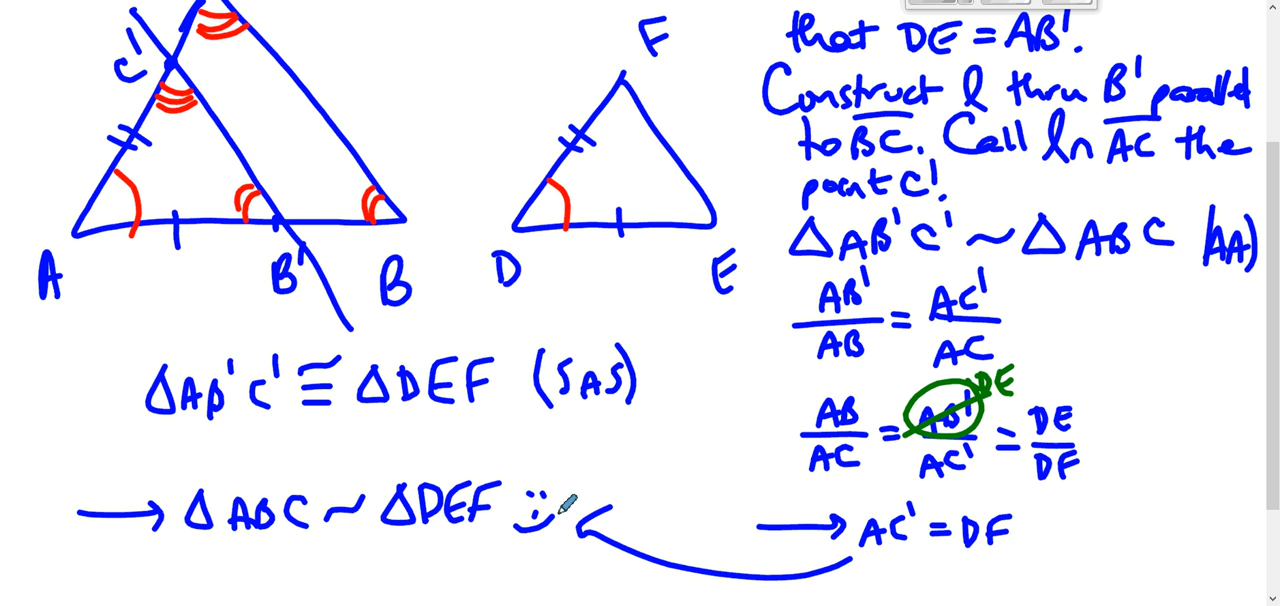 C'
F
A
B'
B
D
E
△AB'C' ≅ △DEF (SAS)
⟶ △ABC ~ △DEF
that DE = AB'.
Construct l thru B' parallel
to BC. Call l∩AC the
point C'.
△AB'C' ~ △ABC (AA)
AB'/AB = AC'/AC
AB/AC = AB'/AC' = DE/DF
DE
⟶ AC' = DF